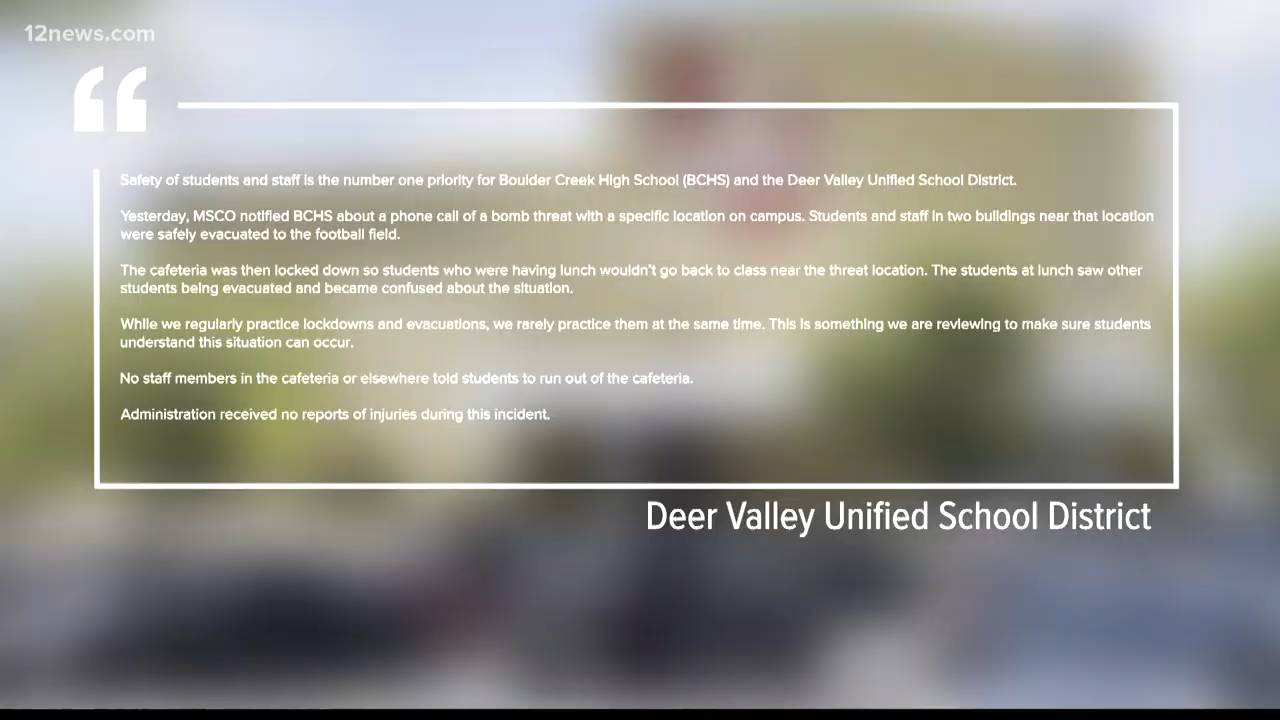 12news.com
“
Safety of students and staff is the number one priority for Boulder Creek High School (BCHS) and the Deer Valley Unified School District.
Yesterday, MSCO notified BCHS about a phone call of a bomb threat with a specific location on campus. Students and staff in two buildings near that location
were safely evacuated to the football field.
The cafeteria was then locked down so students who were having lunch wouldn't go back to class near the threat location. The students at lunch saw other
students being evacuated and became confused about the situation.
While we regularly practice lockdowns and evacuations, we rarely practice them at the same time. This is something we are reviewing to make sure students
understand this situation can occur.
No staff members in the cafeteria or elsewhere told students to run out of the cafeteria.
Administration received no reports of injuries during this incident.
Deer Valley Unified School District